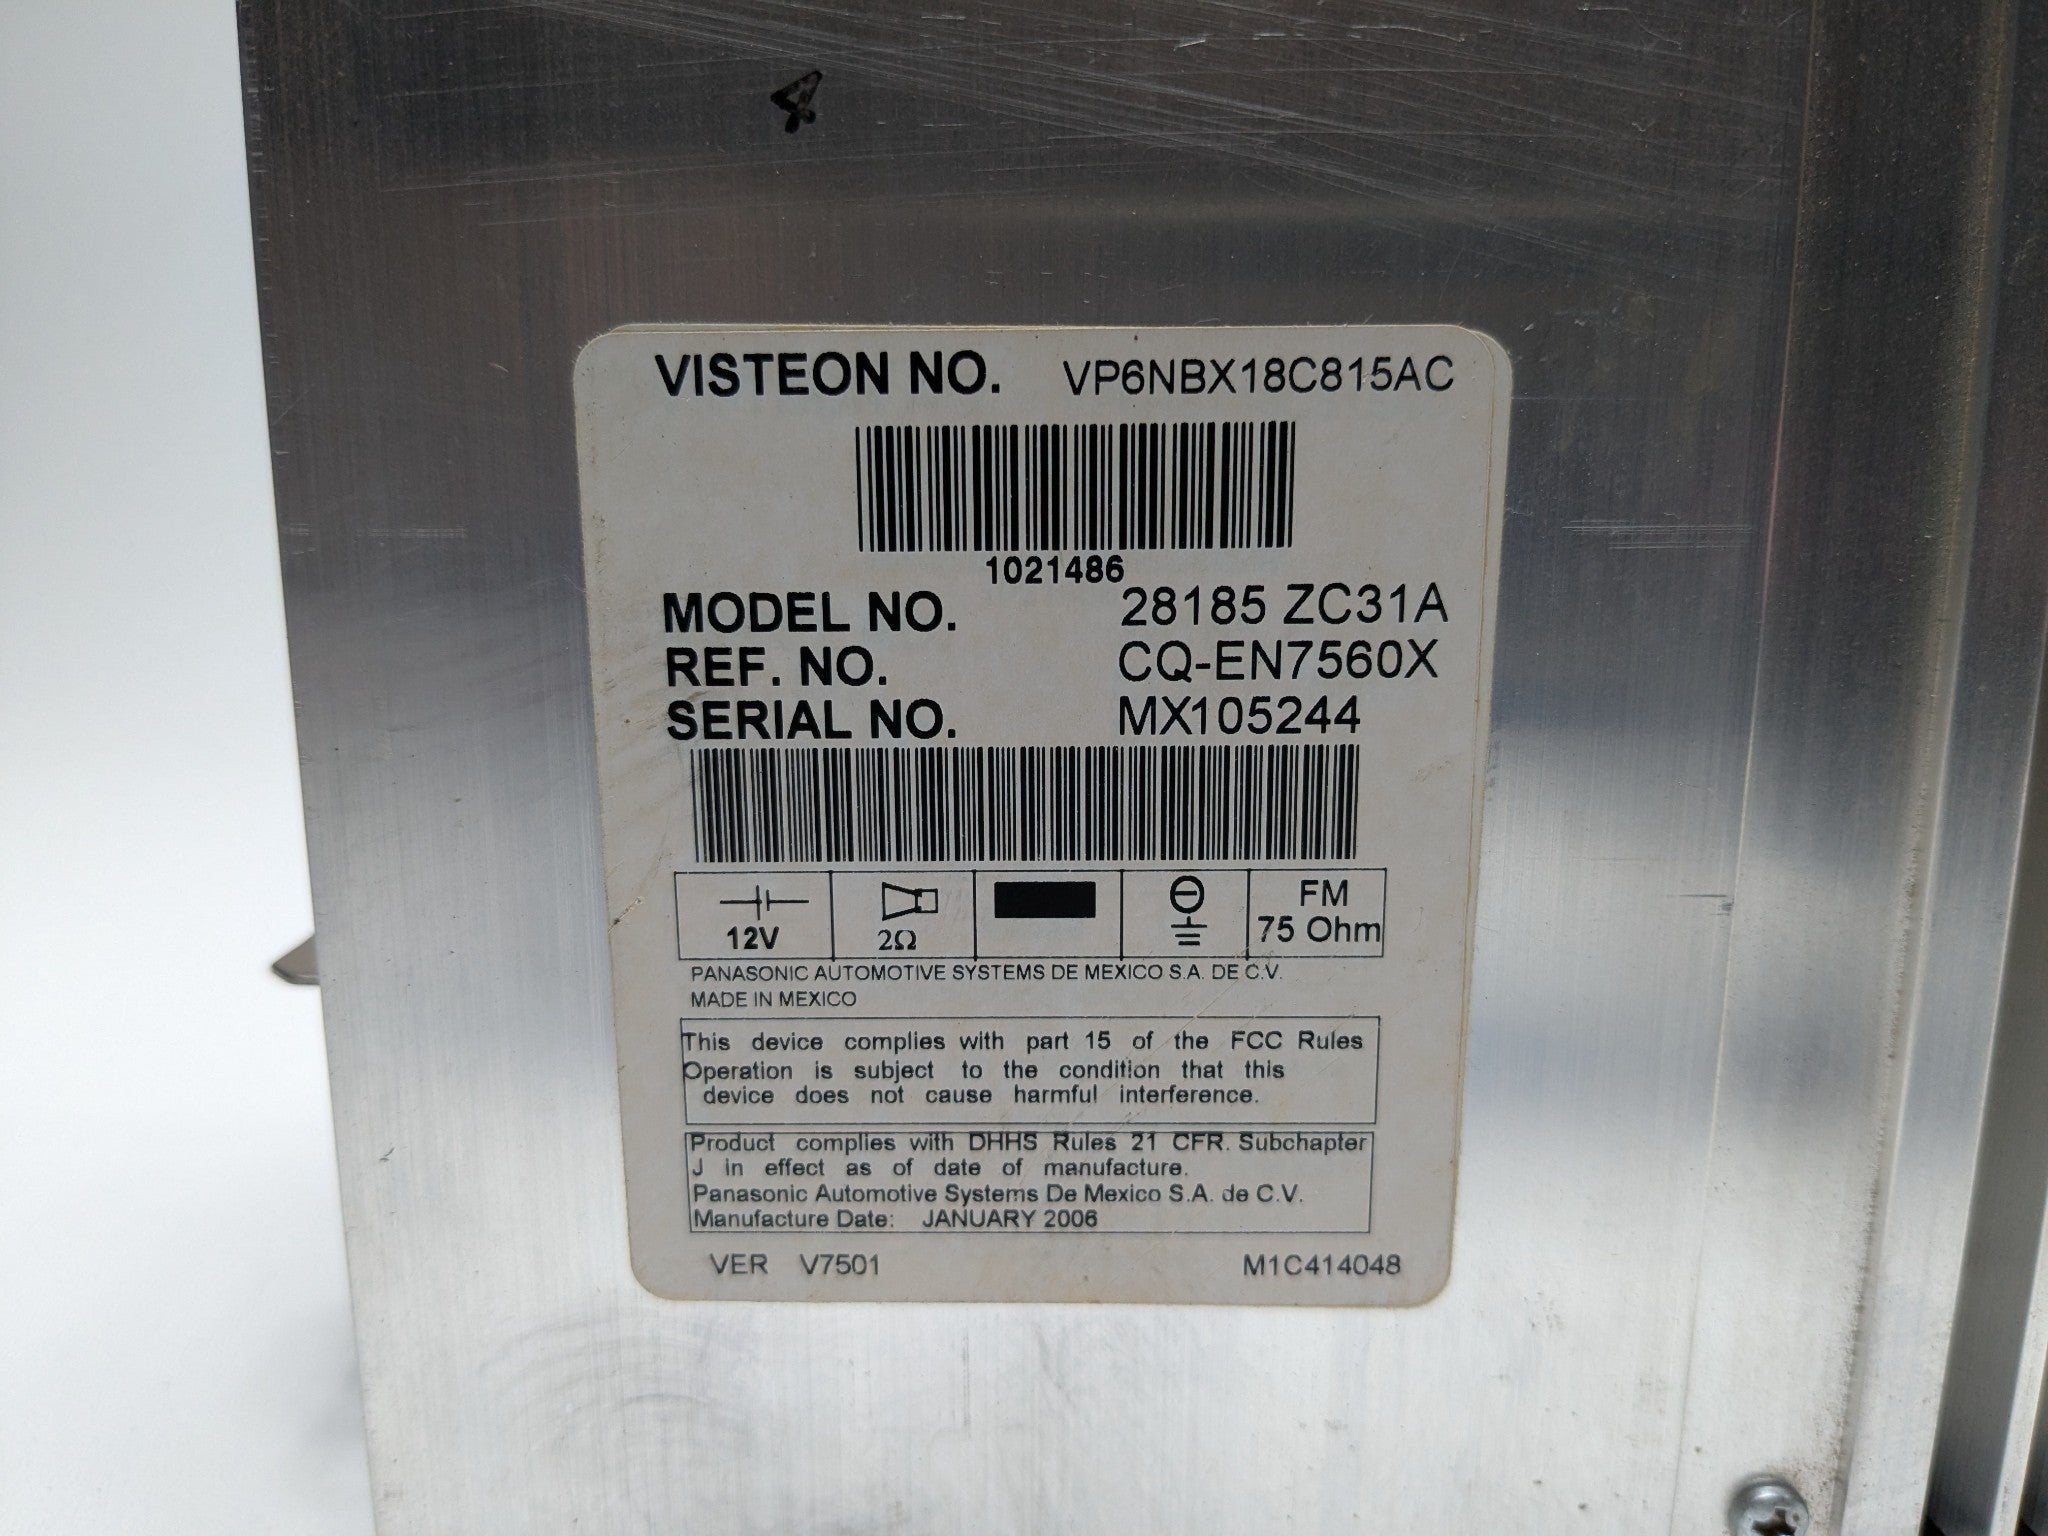 VISTEON NO. VP6NBX18C815AC
1021486
MODEL NO. 28185 ZC31A
REF. NO. CQ-EN7560X
SERIAL NO. MX105244
12V 2Ω FM
75 Ohm
PANASONIC AUTOMOTIVE SYSTEMS DE MEXICO S.A. DE C.V.
MADE IN MEXICO
This device complies with part 15 of the FCC Rules
Operation is subject to the condition that this
device does not cause harmful interference.
Product complies with DHHS Rules 21 CFR. Subchapter
J in effect as of date of manufacture.
Panasonic Automotive Systems De Mexico S.A. de C.V.
Manufacture Date: JANUARY 2006
VER V7501 M1C414048